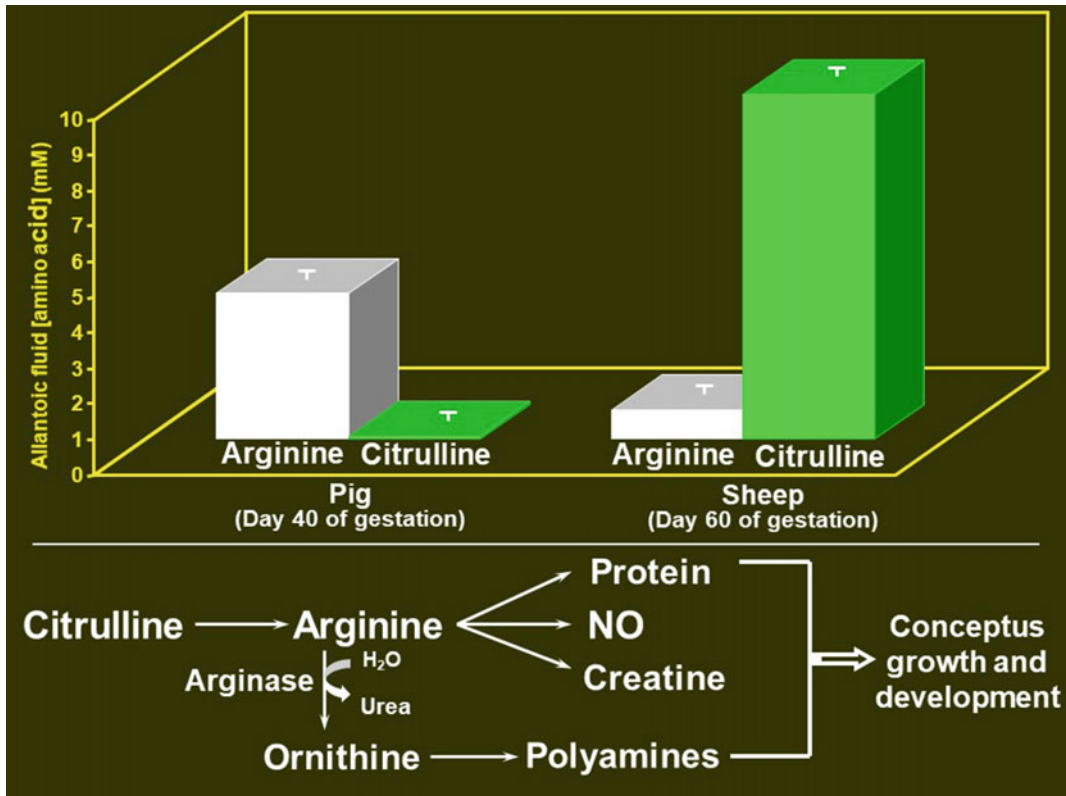 Allantoic fluid [amino acid] (mM)
10
9
8
7
6
5
4
3
2
1
0
Arginine Citrulline
Arginine Citrulline
Pig
(Day 40 of gestation)
Sheep
(Day 60 of gestation)
Citrulline
Arginine
Protein
NO
Creatine
Arginase
H₂O
Urea
Ornithine
Polyamines
Conceptus
growth and
development